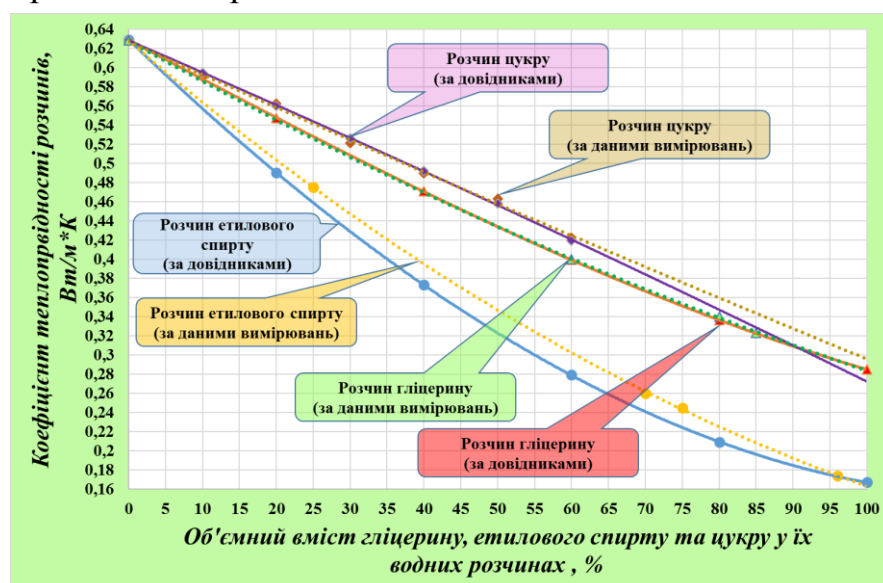 Коефіцієнт теплопрвідності розчинів,
Вт/м*К
0,64
0,62
0,6
0,58
0,56
0,54
0,52
0,5
0,48
0,46
0,44
0,42
0,4
0,38
0,36
0,34
0,32
0,3
0,28
0,26
0,24
0,22
0,2
0,18
0,16
Розчин цукру
(за довідниками)
Розчин цукру
(за даними вимірювань)
Розчин етилового
спирту
(за довідниками)
Розчин етилового спирту
(за даними вимірювань)
Розчин гліцерину
(за даними вимірювань)
Розчин гліцерину
(за довідниками)
0 5 10 15 20 25 30 35 40 45 50 55 60 65 70 75 80 85 90 95 100
Об'ємний вміст гліцерину, етилового спирту та цукру у їх
водних розчинах , %